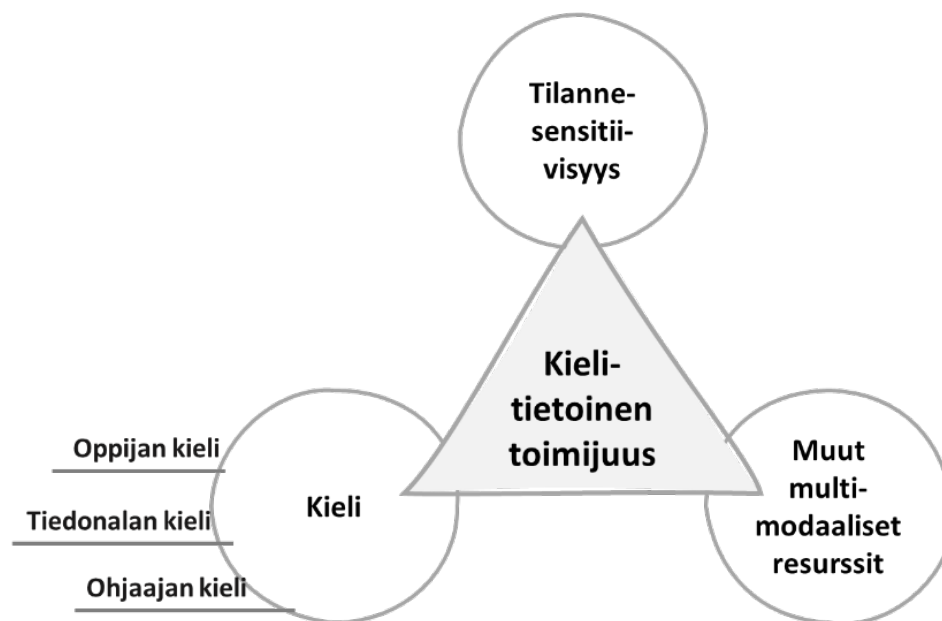 Tilanne-
sensitii-
visyys
Kieli-
tietoinen
toimijuus
Oppijan kieli
Tiedonalan kieli
Ohjaajan kieli
Kieli
Muut
multi-
modaaliset
resurssit